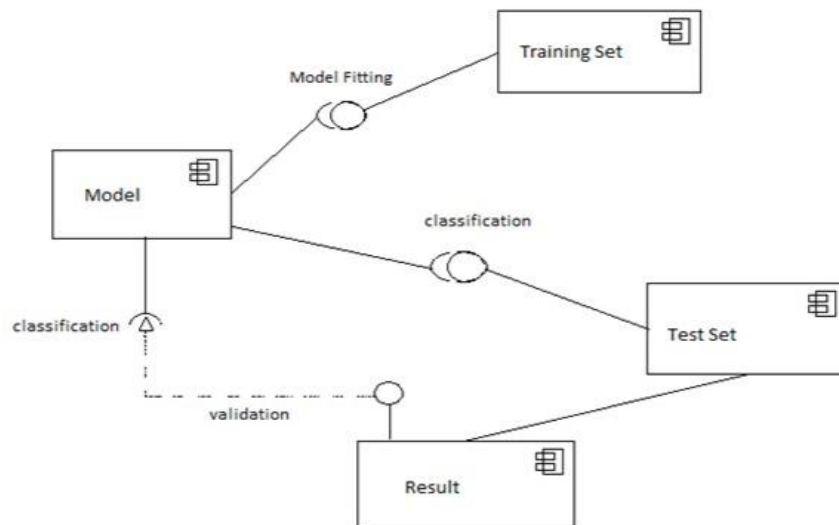 Training Set
Model Fitting
Model
classification
Test Set
classification
validation
Result